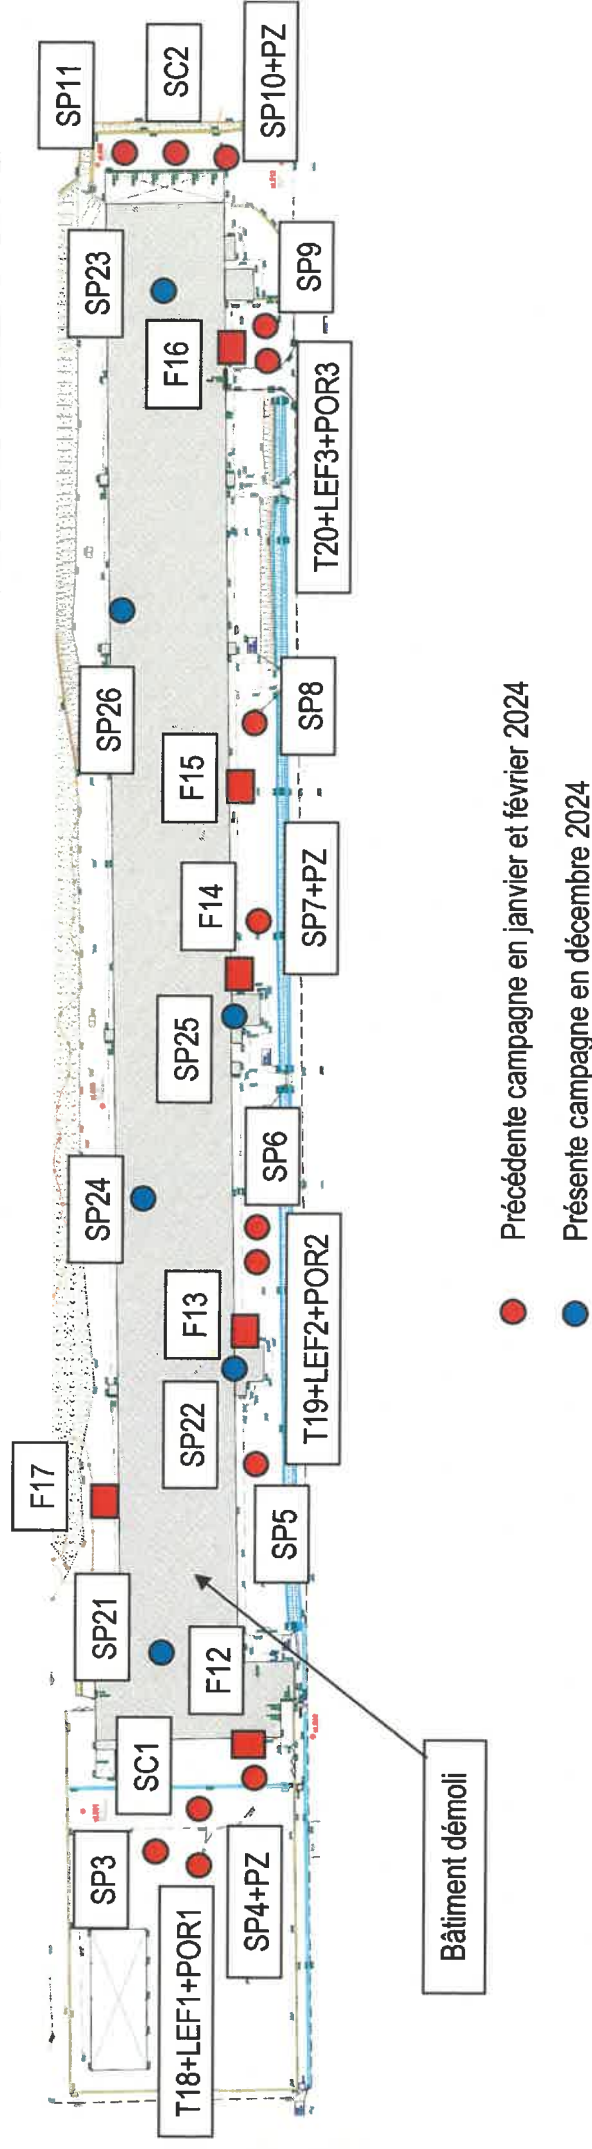 SP11
SC2
SP10+PZ
SP23
F16
SP9
T20+LEF3+POR3
SP26
F15
SP8
F14
SP7+PZ
SP25
SP6
SP24
F13
T19+LEF2+POR2
SP22
F17
SP5
SP21
F12
SC1
SP4+PZ
SP3
T18+LEF1+POR1
Bâtiment démoli
Précédente campagne en janvier et février 2024
Présente campagne en décembre 2024